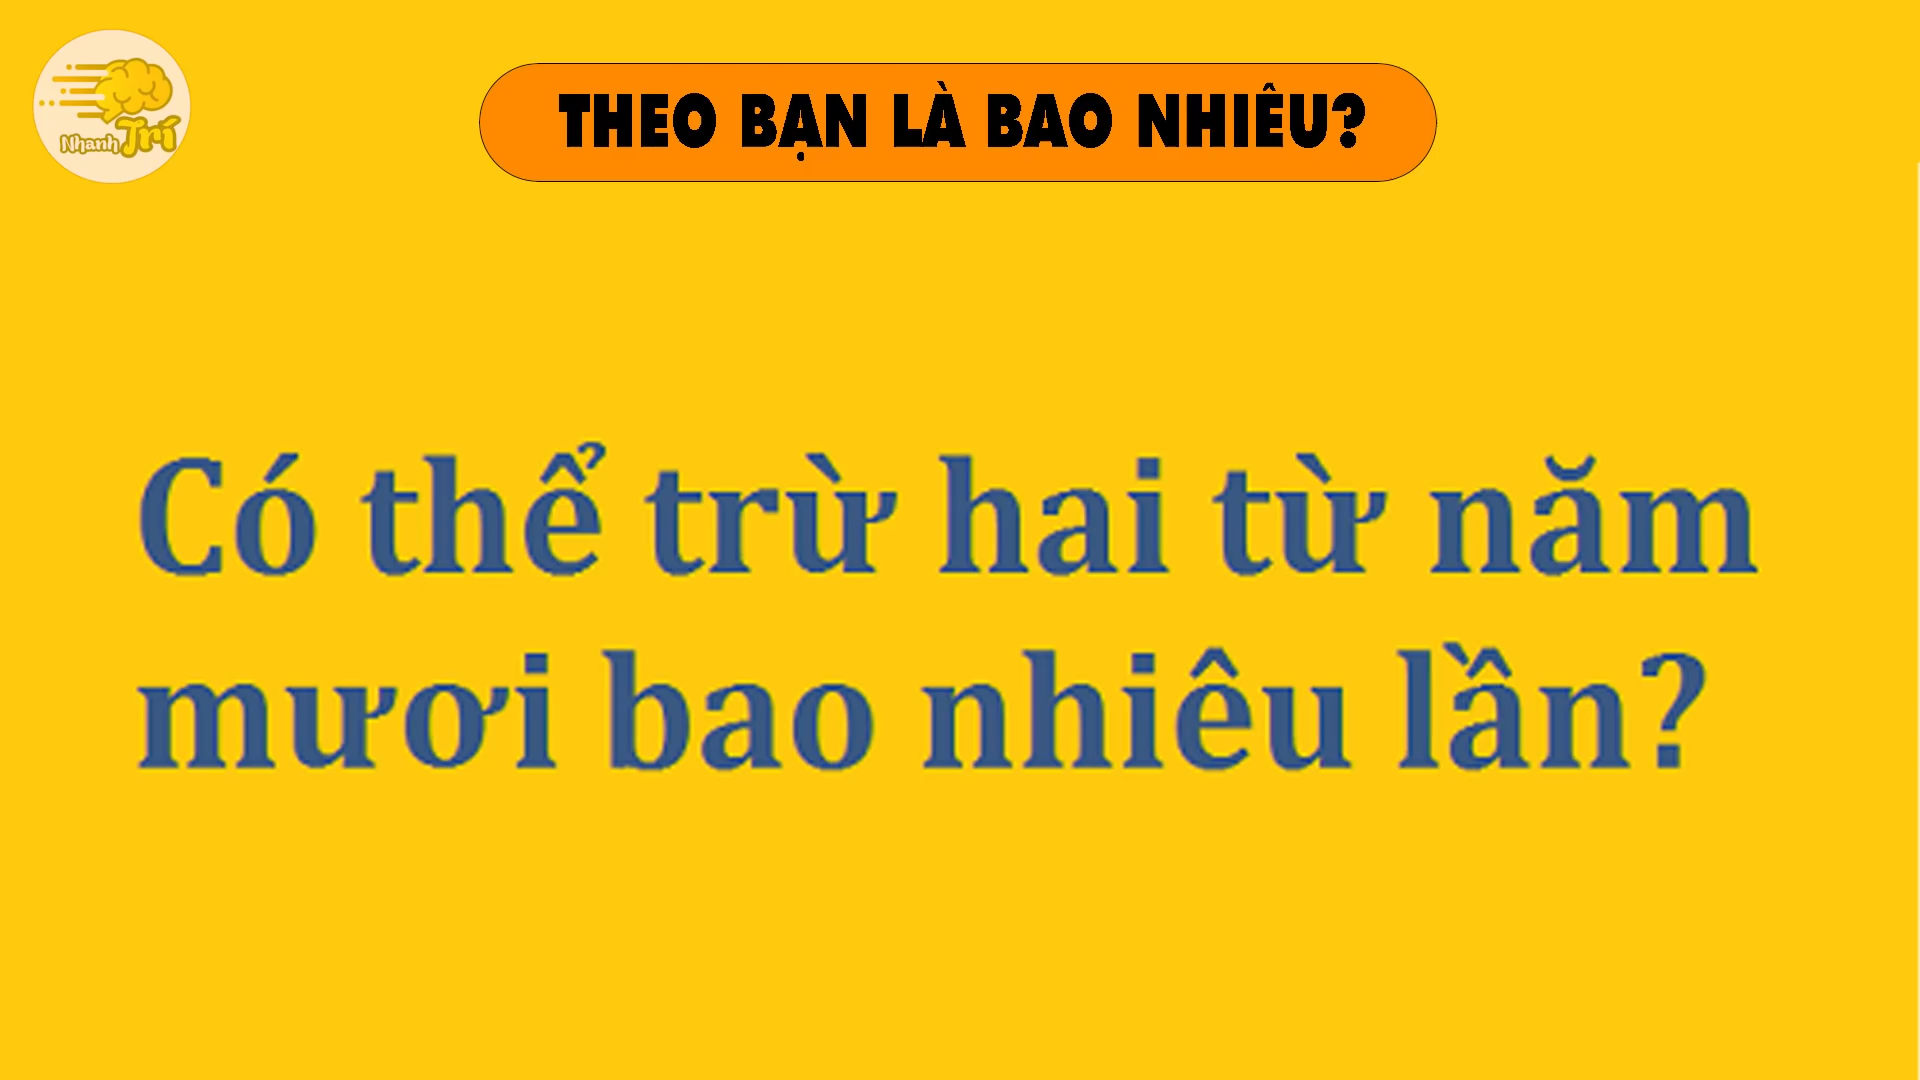 Nhanh Trí
THEO BẠN LÀ BAO NHIÊU?
Có thể trừ hai từ năm
mươi bao nhiêu lần?